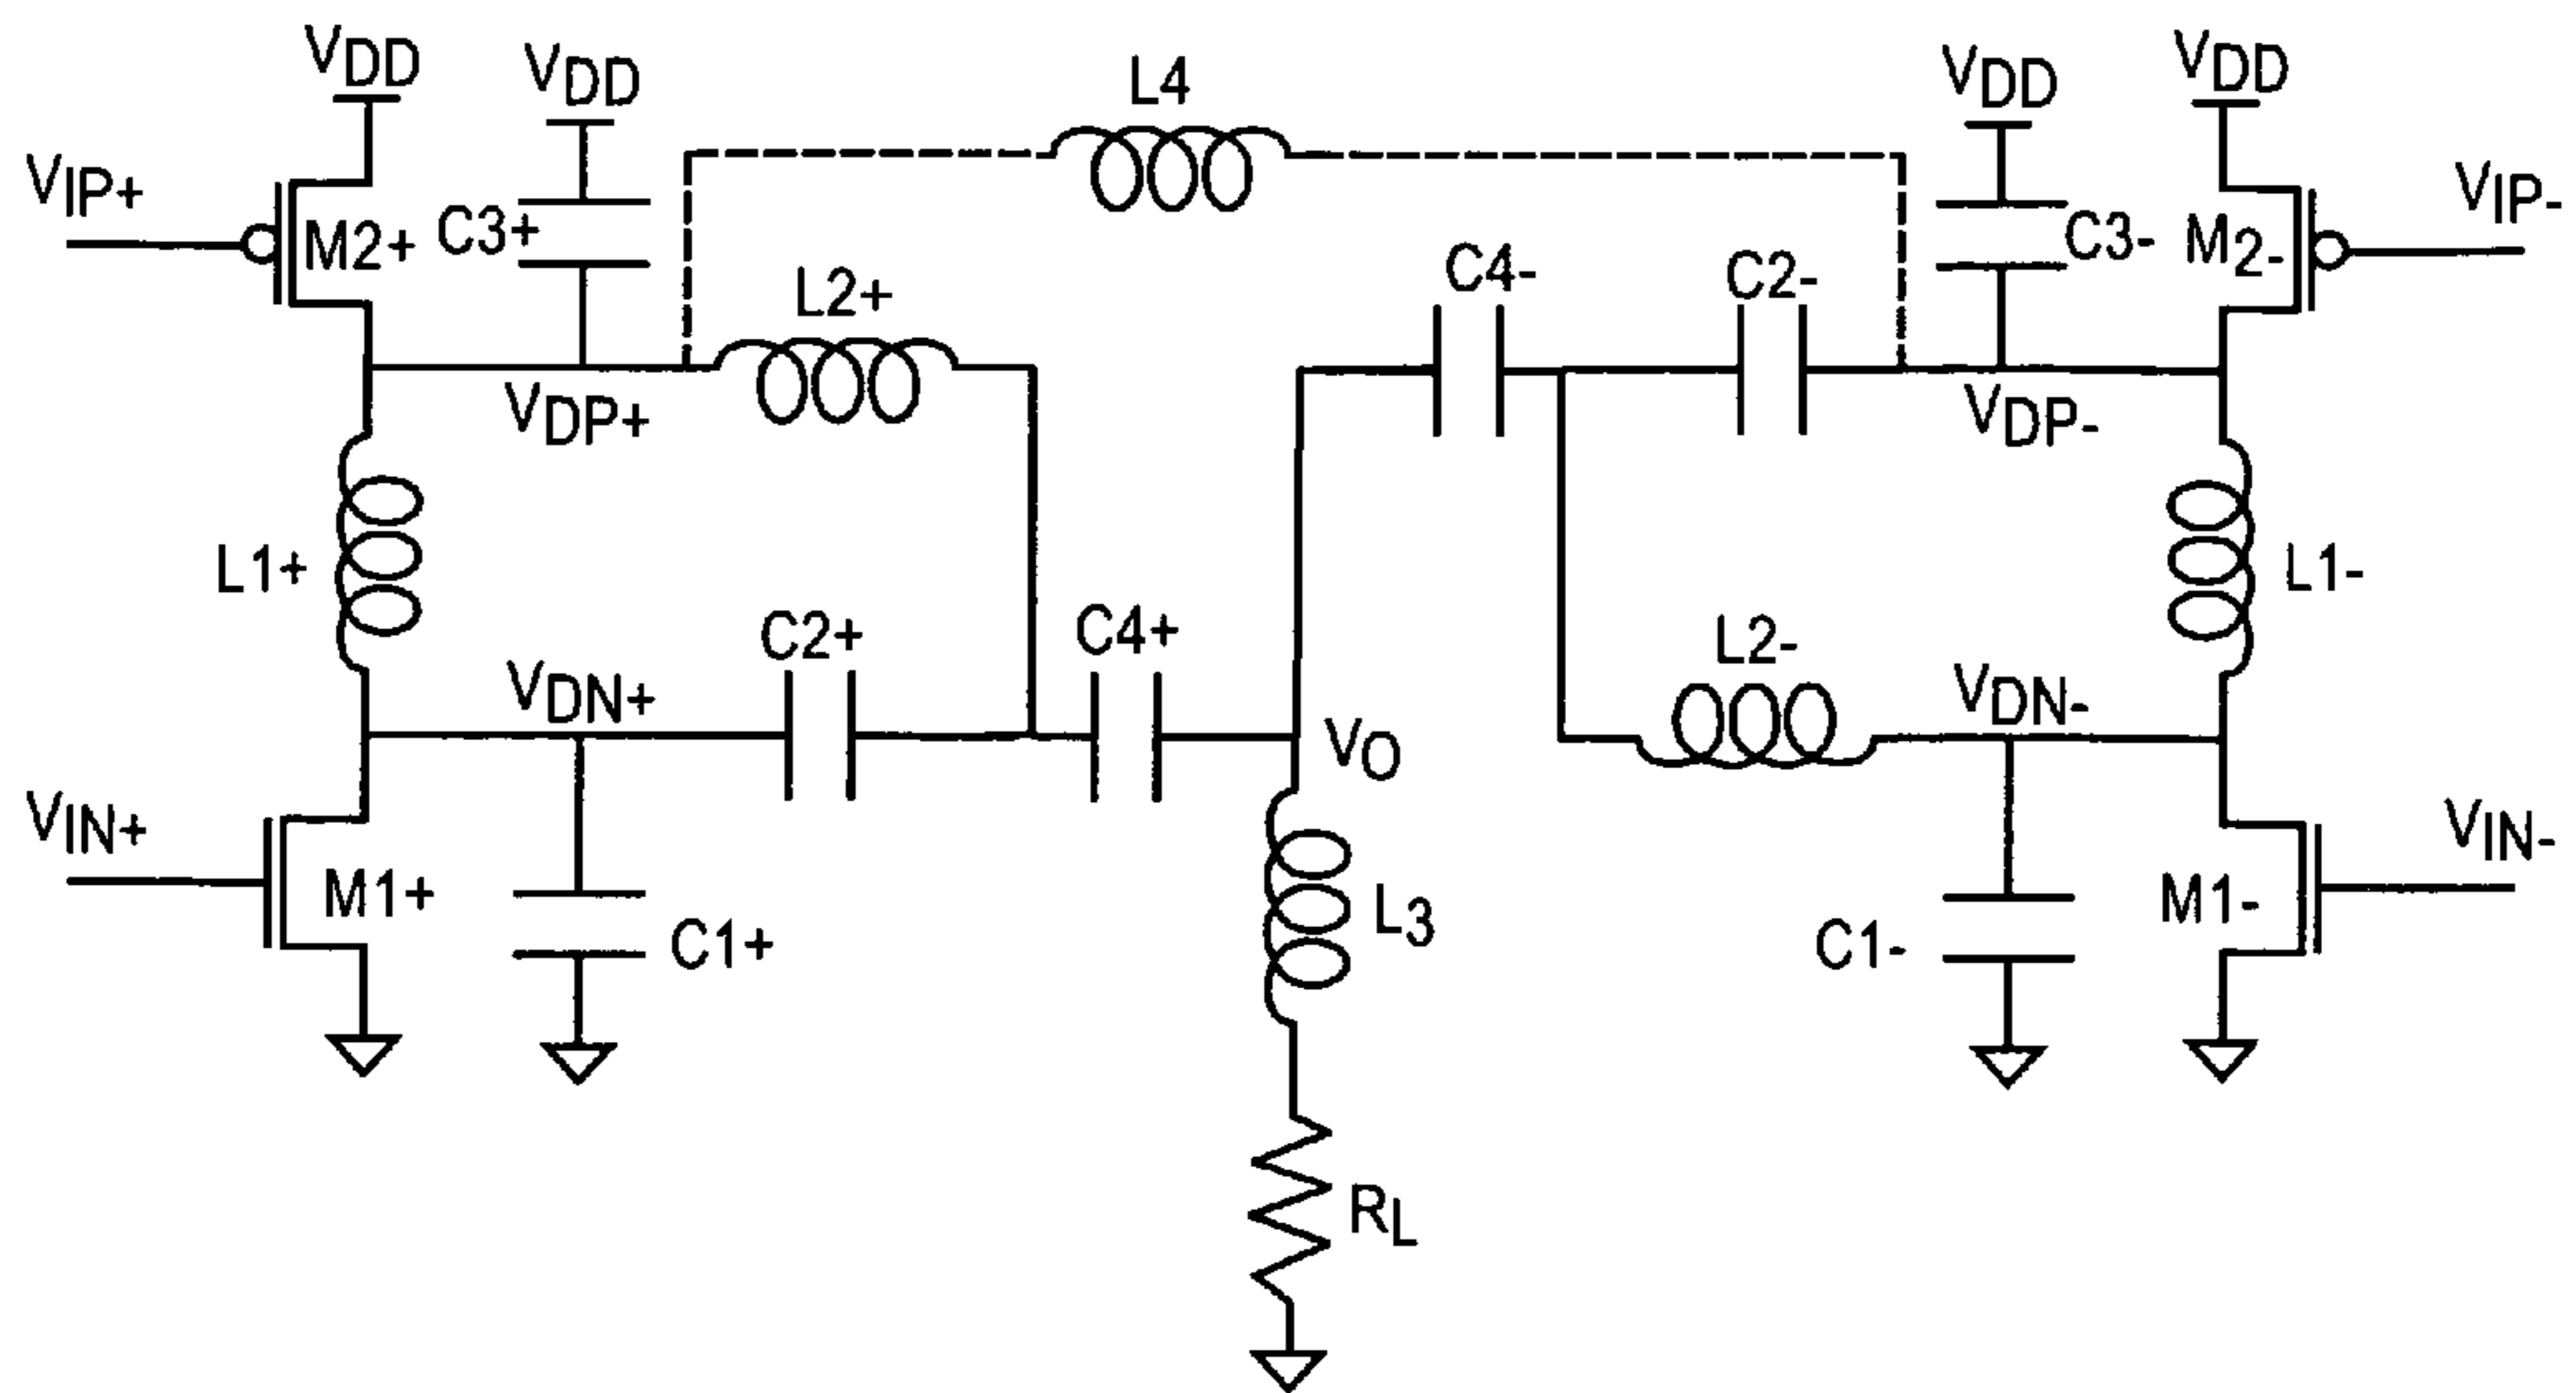 VDD
VDD
L4
VDD
VDD
VIP+
M2+
C3+
L2+
C4-
C2-
C3-
M2-
VIP-
VDP+
VDP-
L1+
L1-
C2+
C4+
L2-
VDN+
VO
VDN-
VIN+
M1+
C1+
L3
C1-
M1-
VIN-
RL